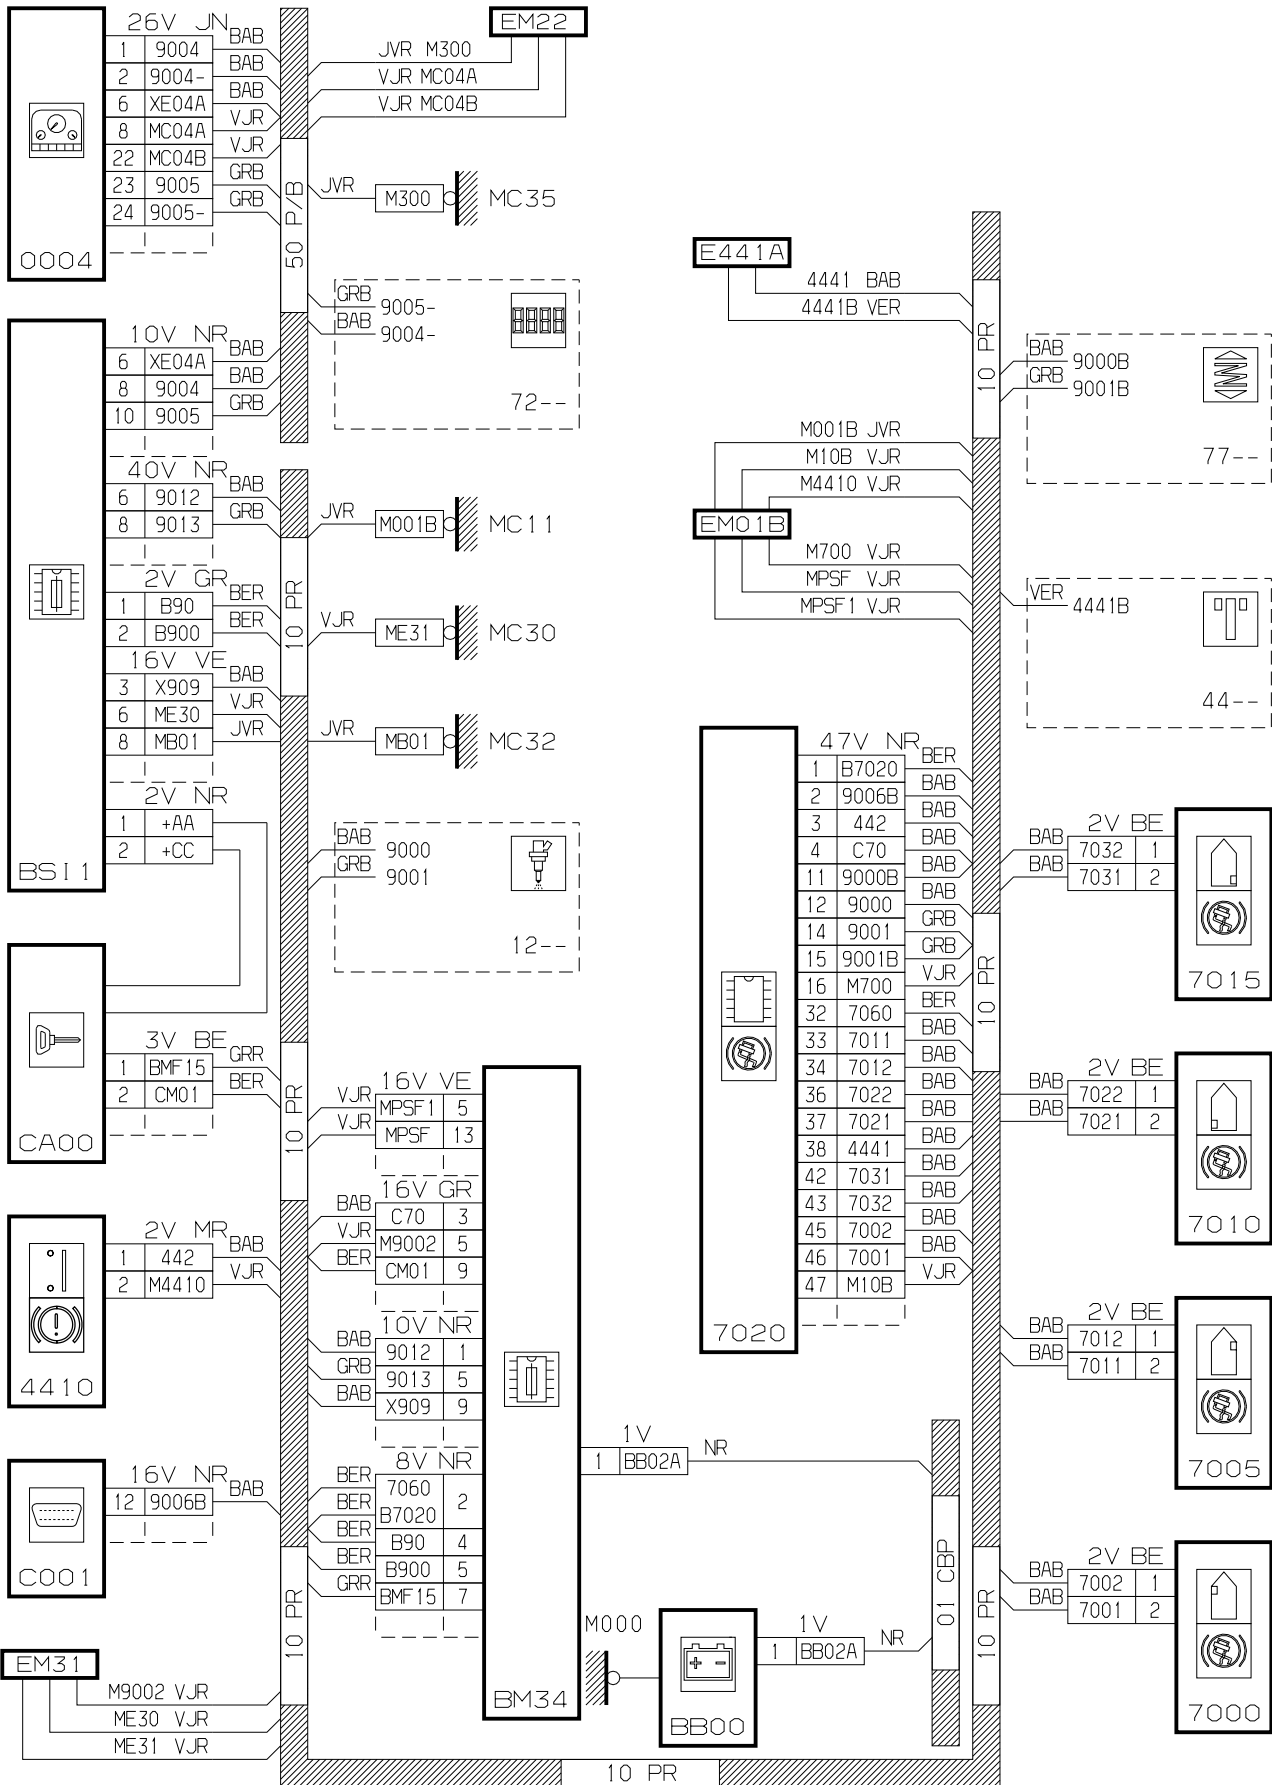 26V JN
1 9004 BAB
2 9004- BAB
6 XE04A BAB
8 MC04A VJR
22 MC04B VJR
23 9005 GRB
24 9005- GRB
0004
EM22
JVR M300
VJR MC04A
VJR MC04B
50 P/B
JVR M300 MC35
GRB 9005-
BAB 9004-
72--
10V NR
6 XE04A BAB
8 9004 BAB
10 9005 GRB
40V NR
6 9012 BAB
8 9013 GRB
2V GR
1 B90 BER
2 B900 BER
16V VE
3 X909 BAB
6 ME30 VJR
8 MB01 JVR
2V NR
1 +AA
2 +CC
BSI1
10 PR
JVR M001B MC11
VJR ME31 MC30
JVR MB01 MC32
BAB 9000
GRB 9001
12--
3V BE
1 BMF15 GRR
2 CM01 BER
CA00
10 PR
2V MR
1 442 BAB
2 M4410 VJR
4410
16V NR
12 9006B BAB
C001
10 PR
EM31
M9002 VJR
ME30 VJR
ME31 VJR
16V VE
VJR MPSF1 5
VJR MPSF 13
16V GR
BAB C70 3
VJR M9002 5
BER CM01 9
10V NR
BAB 9012 1
GRB 9013 5
BAB X909 9
8V NR
BER 7060 2
BER B7020
BER B90 4
BER B900 5
GRR BMF15 7
BM34
1V
1 BB02A NR
M000
1V
1 BB02A NR
BB00
01 CBP
10 PR
E441A
4441 BAB
4441B VER
10 PR
BAB 9000B
GRB 9001B
77--
M001B JVR
M10B VJR
M4410 VJR
EM01B
M700 VJR
MPSF VJR
MPSF1 VJR
VER 4441B
44--
47V NR
1 B7020 BER
2 9006B BAB
3 442 BAB
4 C70 BAB
11 9000B BAB
12 9000 BAB
14 9001 GRB
15 9001B GRB
16 M700 VJR
32 7060 BER
33 7011 BAB
34 7012 BAB
36 7022 BAB
37 7021 BAB
38 4441 BAB
42 7031 BAB
43 7032 BAB
45 7002 BAB
46 7001 BAB
47 M10B VJR
7020
10 PR
2V BE
BAB 7032 1
BAB 7031 2
7015
2V BE
BAB 7022 1
BAB 7021 2
7010
2V BE
BAB 7012 1
BAB 7011 2
7005
10 PR
2V BE
BAB 7002 1
BAB 7001 2
7000